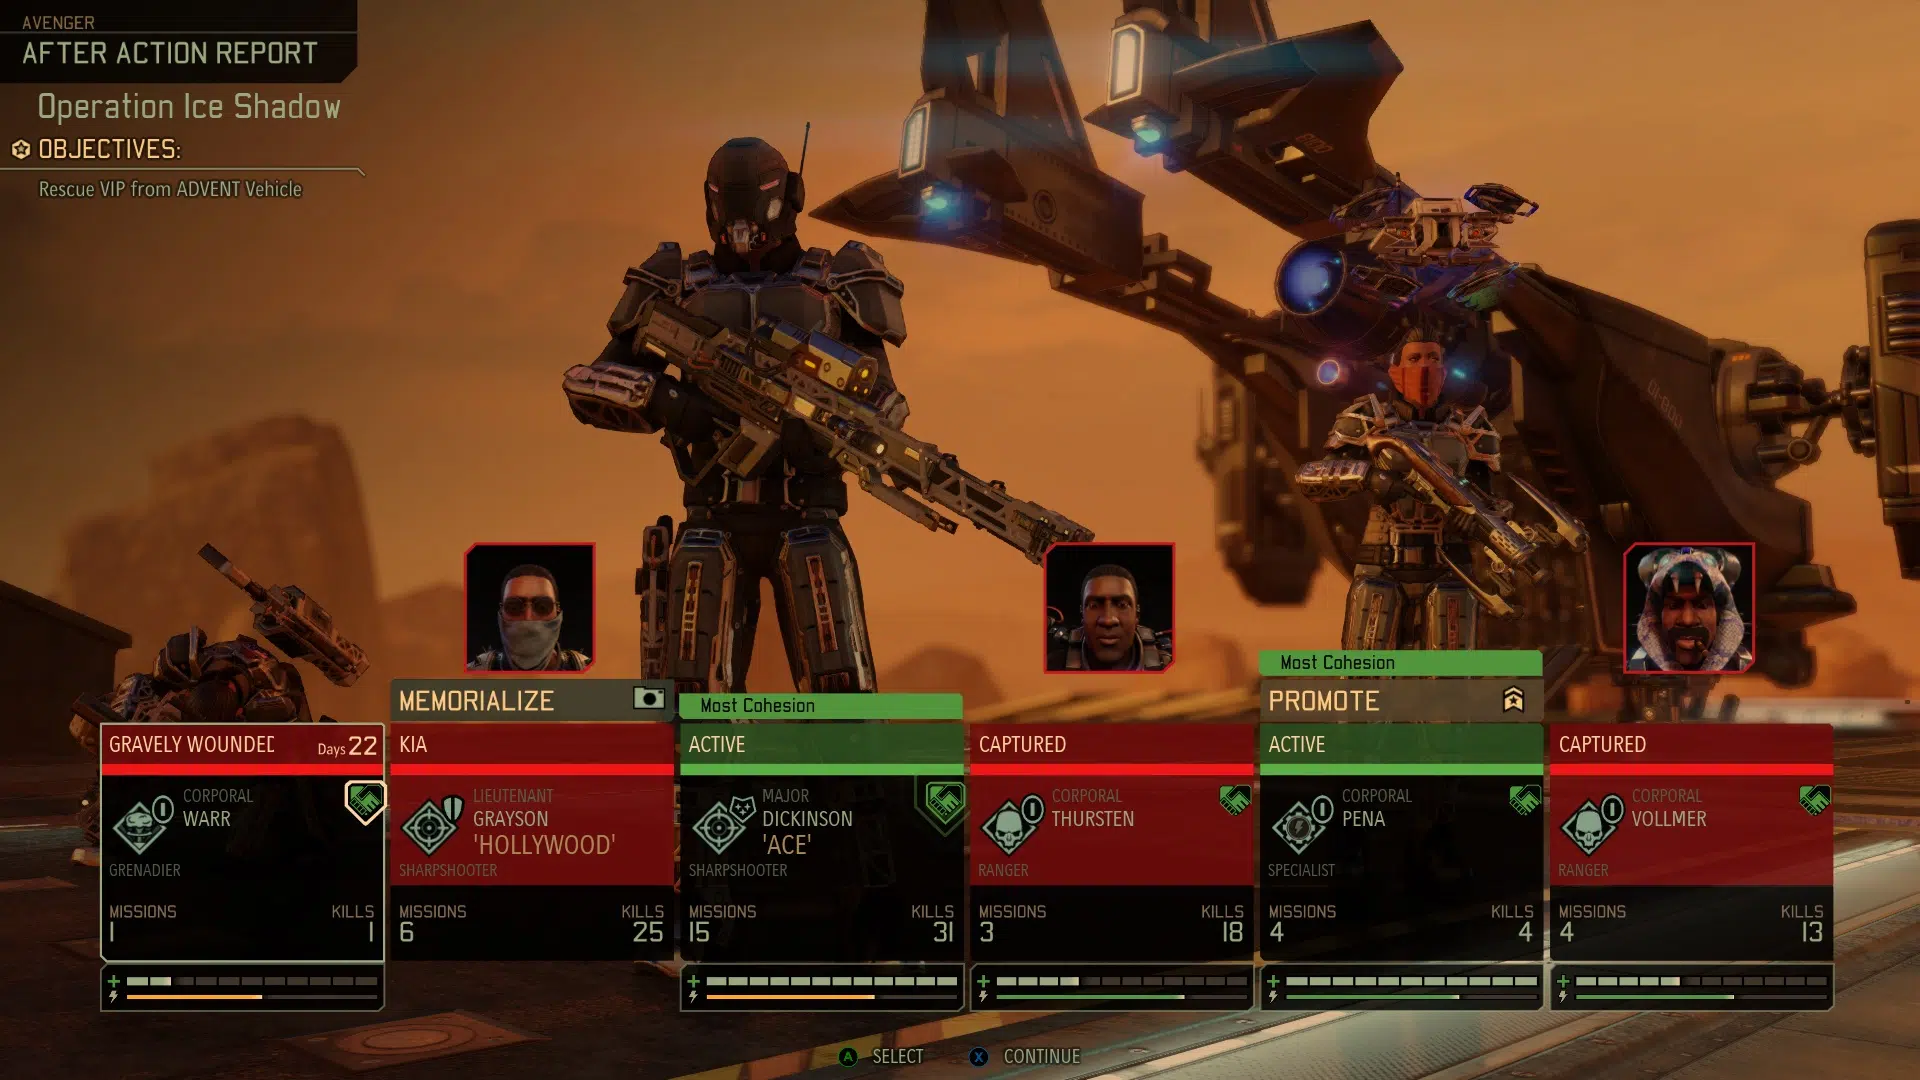 AVENGER
AFTER ACTION REPORT
Operation Ice Shadow
OBJECTIVES:
Rescue VIP from ADVENT Vehicle
GRAVELY WOUNDED Days 22
CORPORAL
WARR
GRENADIER
MISSIONS KILLS
1 1
MEMORIALIZE
KIA
LIEUTENANT
GRAYSON
'HOLLYWOOD'
SHARPSHOOTER
MISSIONS KILLS
6 25
Most Cohesion
ACTIVE
MAJOR
DICKINSON
'ACE'
SHARPSHOOTER
MISSIONS KILLS
15 31
CAPTURED
CORPORAL
THURSTEN
RANGER
MISSIONS KILLS
3 18
Most Cohesion
PROMOTE
ACTIVE
CORPORAL
PENA
SPECIALIST
MISSIONS KILLS
4 4
CAPTURED
CORPORAL
VOLLMER
RANGER
MISSIONS KILLS
4 13
A SELECT X CONTINUE